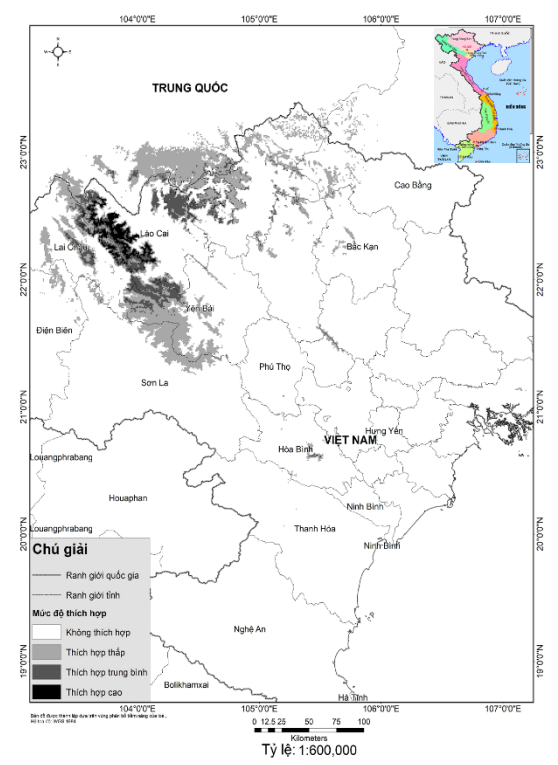 104°0'0"E 105°0'0"E 106°0'0"E 107°0'0"E
TRUNG QUỐC
BIỂN ĐÔNG
23°0'0"N 23°0'0"N
Cao Bằng
Lào Cai
Lai Châu
Bắc Kạn
22°0'0"N 22°0'0"N
Yên Bái
Điện Biên
Phú Thọ
Sơn La
21°0'0"N 21°0'0"N
Hưng Yên
VIỆT NAM
Hòa Bình
Louangphrabang
Houaphan
Ninh Bình
Thanh Hóa
Louangphrabang
20°0'0"N 20°0'0"N
Ninh Bình
Chú giải
Ranh giới quốc gia
Ranh giới tỉnh
Mức độ thích hợp
Không thích hợp
Thích hợp thấp
Thích hợp trung bình
Thích hợp cao
Nghệ An
19°0'0"N 19°0'0"N
Bolikhamxai
Hà Tĩnh
104°0'0"E 105°0'0"E 106°0'0"E 107°0'0"E
0 12.5 25 50 75 100
Kilometers
Tỷ lệ: 1:600,000